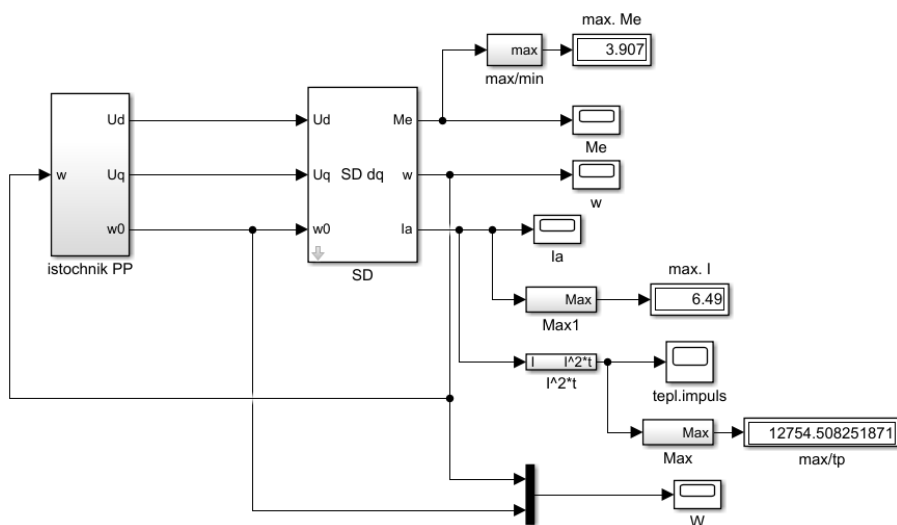 max. Me
max
3.907
max/min
Ud
Ud
Me
Me
w
Uq
Uq
SD dq
w
w
w0
w0
Ia
istochnik PP
SD
Ia
max. I
Max
6.49
Max1
I
I^2*t
I^2*t
tepl.impuls
Max
12754.508251871
Max
max/tp
W